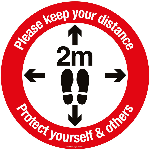 Please keep your distance
2m
Protect yourself & others